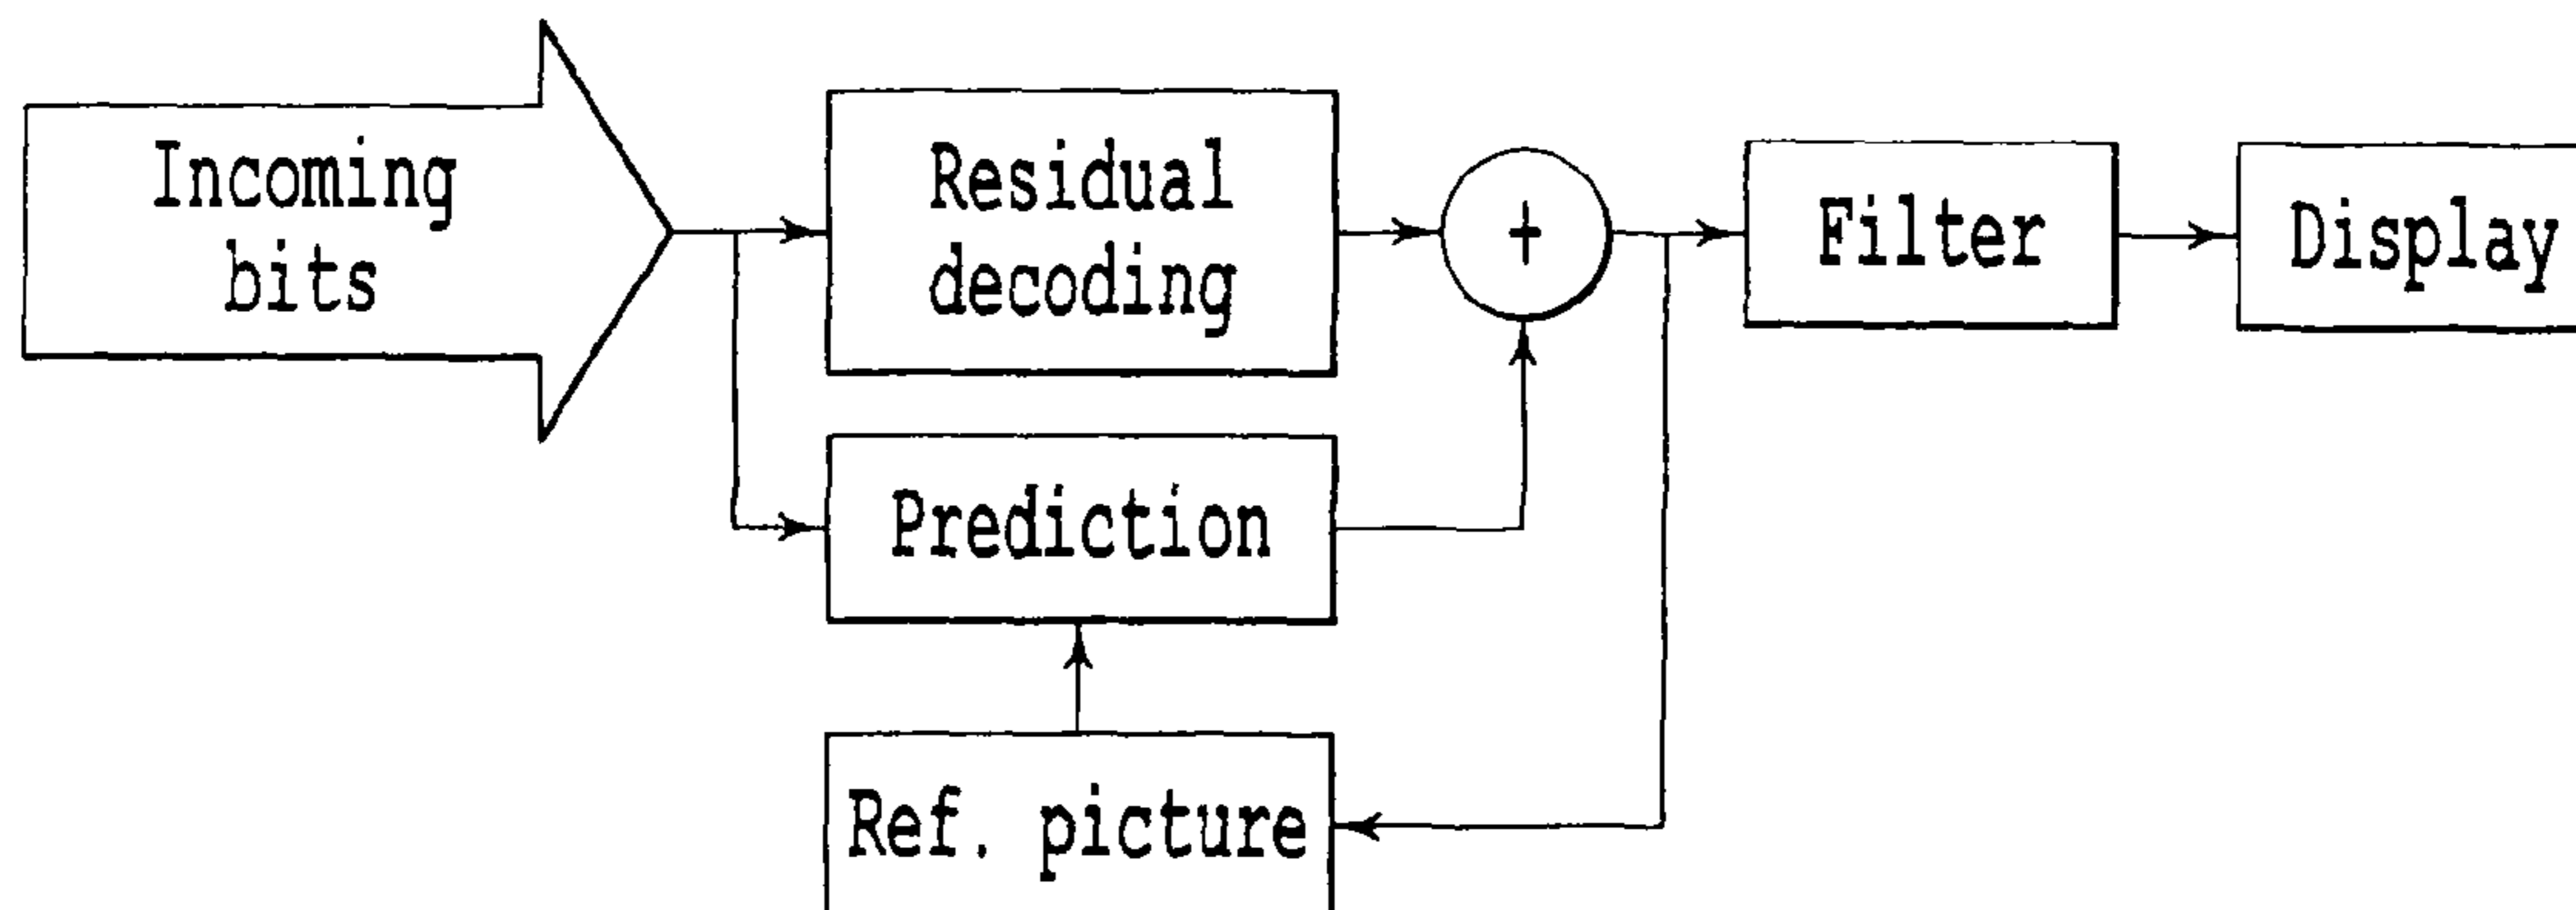 Incoming
bits
Residual
decoding
+
Filter
Display
Prediction
Ref. picture